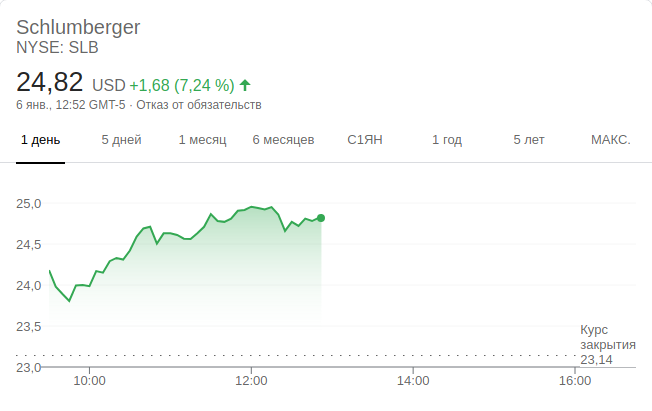 Schlumberger
NYSE: SLB
24,82 USD +1,68 (7,24 %)
6 янв., 12:52 GMT-5 · Отказ от обязательств
1 день 5 дней 1 месяц 6 месяцев С1ЯН 1 год 5 лет МАКС.
25,0
24,5
24,0
23,5
Курс
закрытия
23,14
23,0
10:00 12:00 14:00 16:00